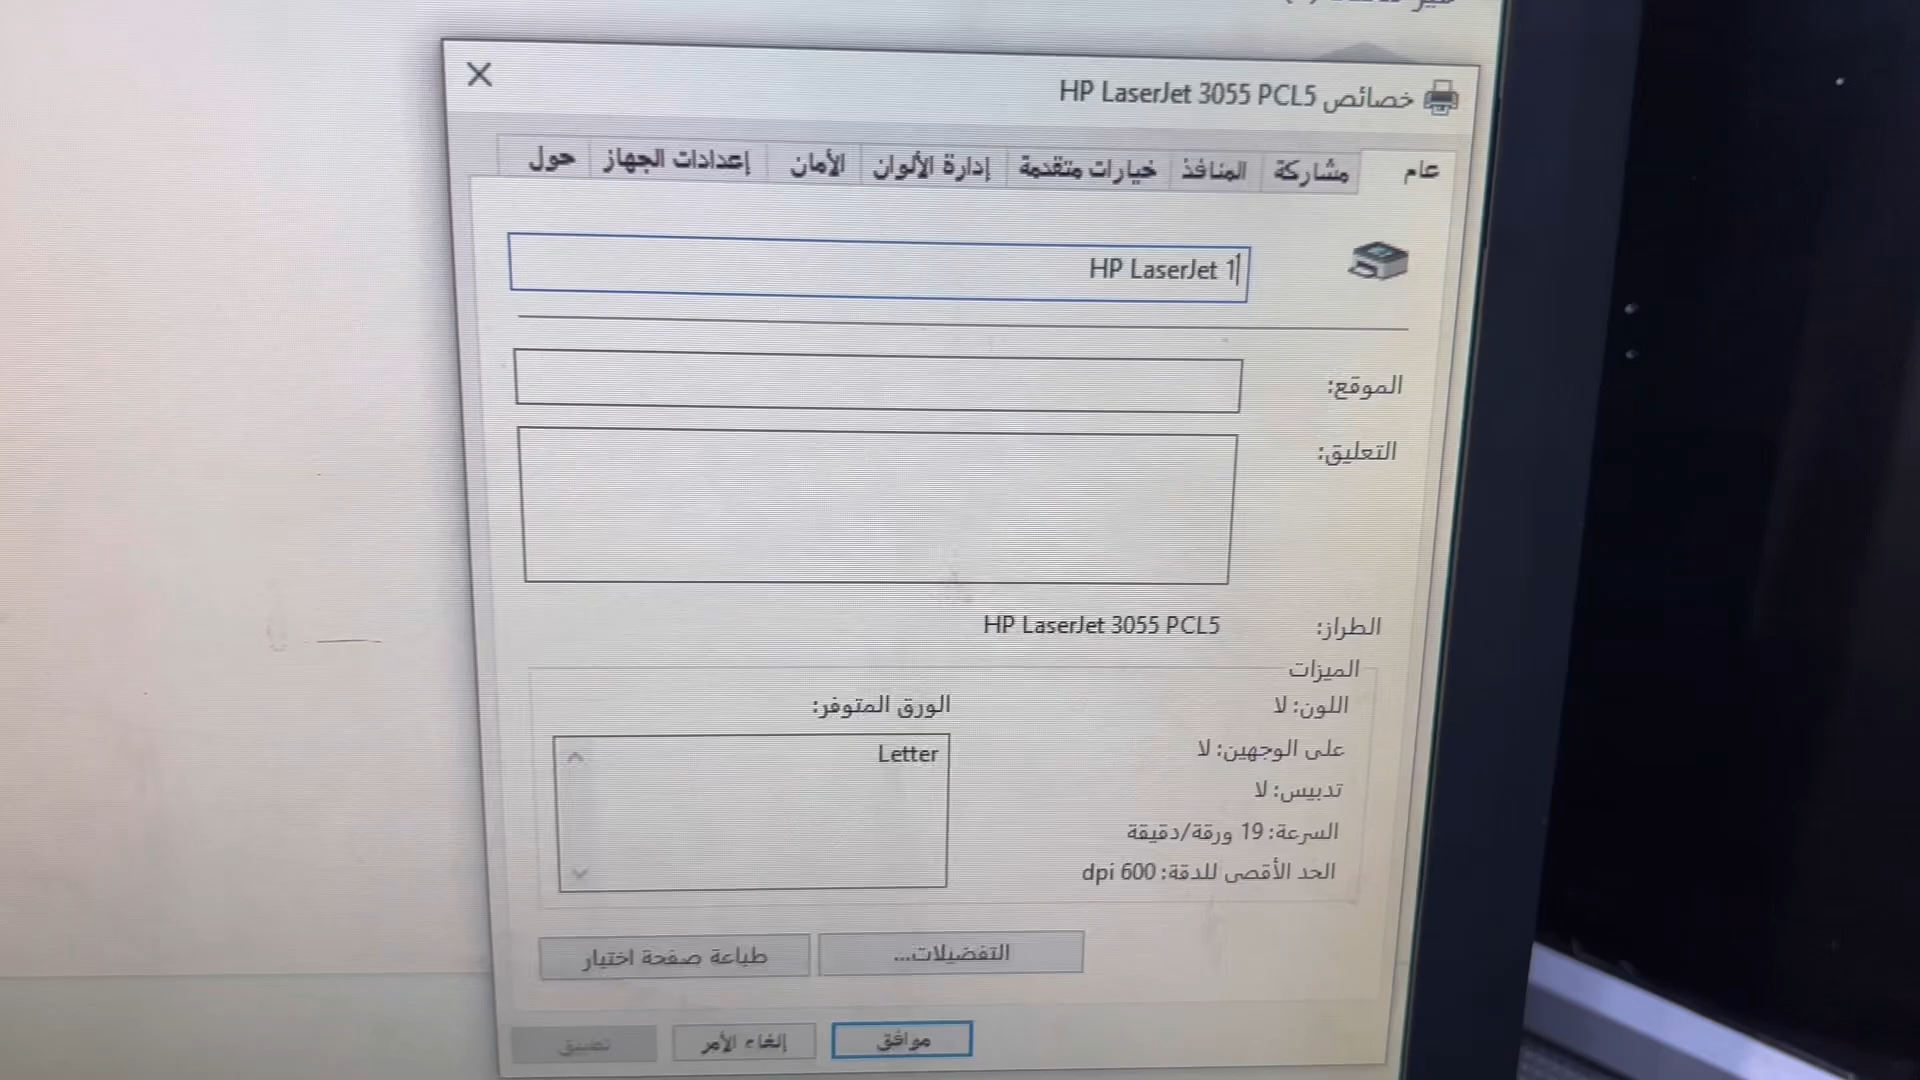 خصائص HP LaserJet 3055 PCL5
عام مشاركة المنافذ خيارات متقدمة إدارة الألوان الأمان إعدادات الجهاز حول
HP LaserJet 1
الموقع:
التعليق:
الطراز: HP LaserJet 3055 PCL5
الميزات
اللون: لا
الورق المتوفر:
على الوجهين: لا
Letter
تدبيس: لا
السرعة: 19 ورقة/دقيقة
الحد الأقصى للدقة: 600 dpi
التفضيلات...
طباعة صفحة اختبار
موافق
إلغاء الأمر
تطبيق